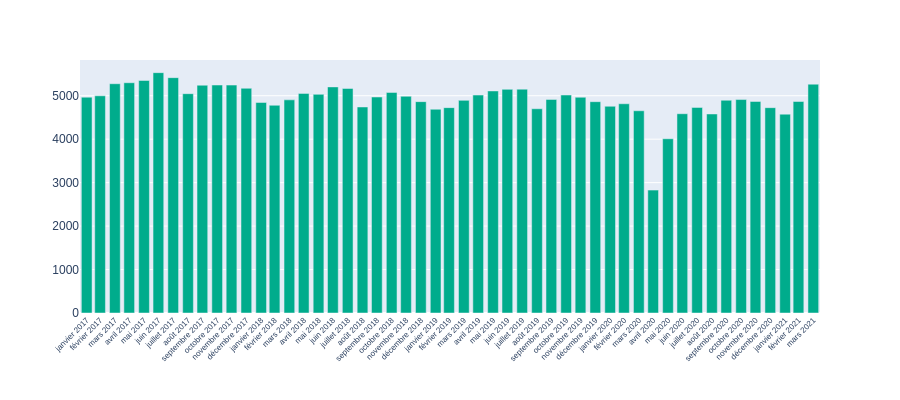 5000
4000
3000
2000
1000
0
janvier 2017
février 2017
mars 2017
avril 2017
mai 2017
juin 2017
juillet 2017
août 2017
septembre 2017
octobre 2017
novembre 2017
décembre 2017
janvier 2018
février 2018
mars 2018
avril 2018
mai 2018
juin 2018
juillet 2018
août 2018
septembre 2018
octobre 2018
novembre 2018
décembre 2018
janvier 2019
février 2019
mars 2019
avril 2019
mai 2019
juin 2019
juillet 2019
août 2019
septembre 2019
octobre 2019
novembre 2019
décembre 2019
janvier 2020
février 2020
mars 2020
avril 2020
mai 2020
juin 2020
juillet 2020
août 2020
septembre 2020
octobre 2020
novembre 2020
décembre 2020
janvier 2021
février 2021
mars 2021